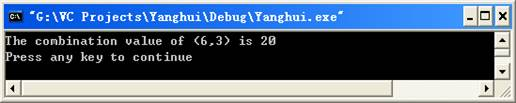 "G:\VC Projects\Yanghui\Debug\Yanghui.exe"
The combination value of (6,3) is 20
Press any key to continue